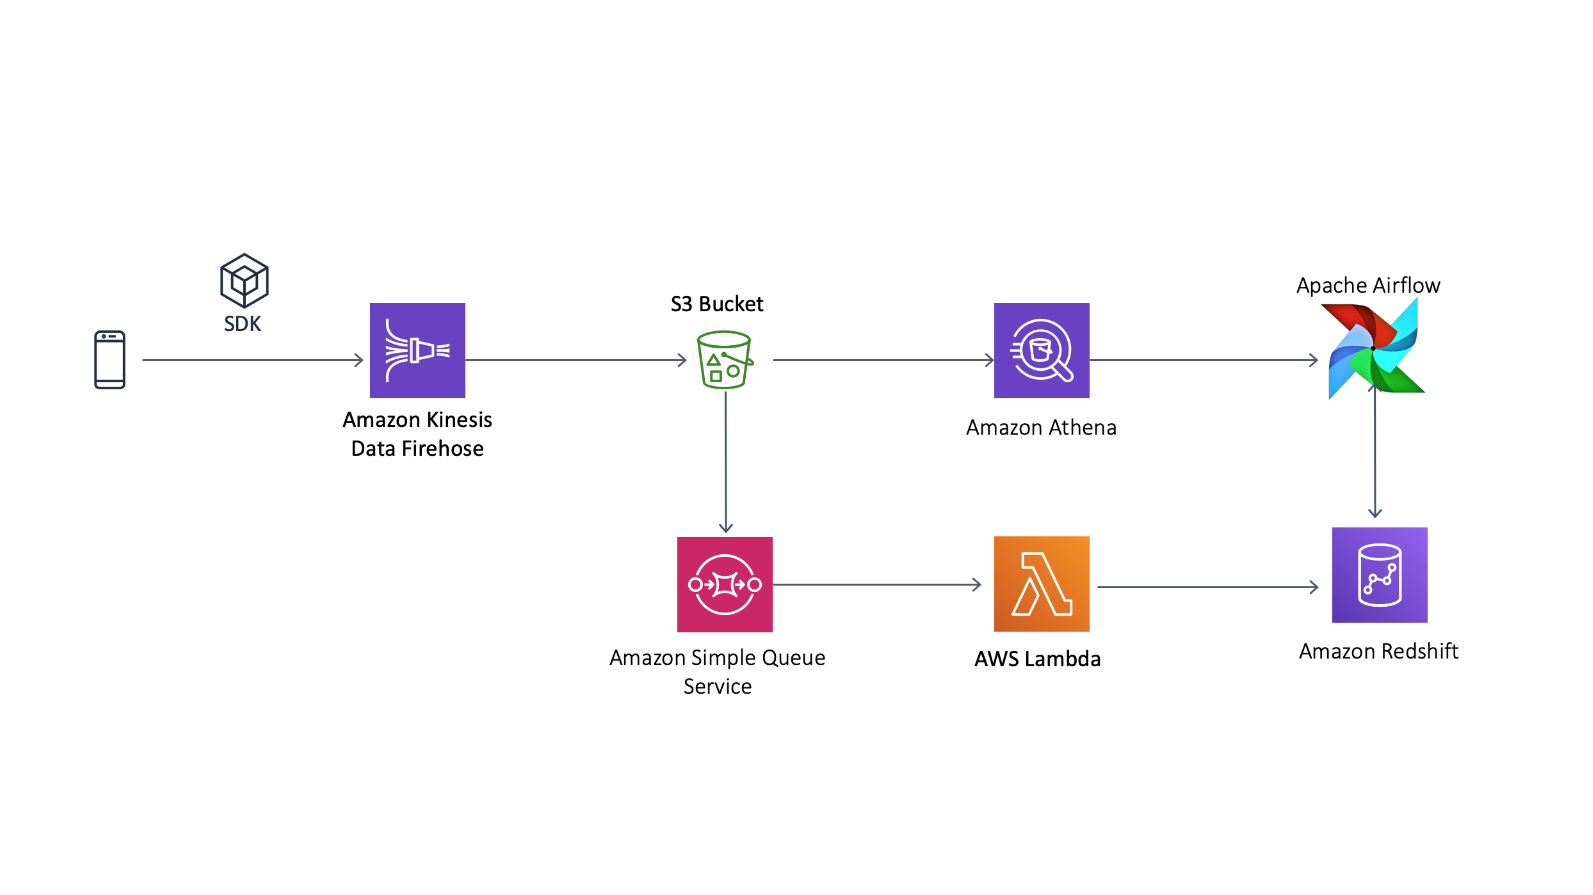 SDK
Amazon Kinesis
Data Firehose
S3 Bucket
Amazon Athena
Apache Airflow
Amazon Simple Queue
Service
AWS Lambda
Amazon Redshift